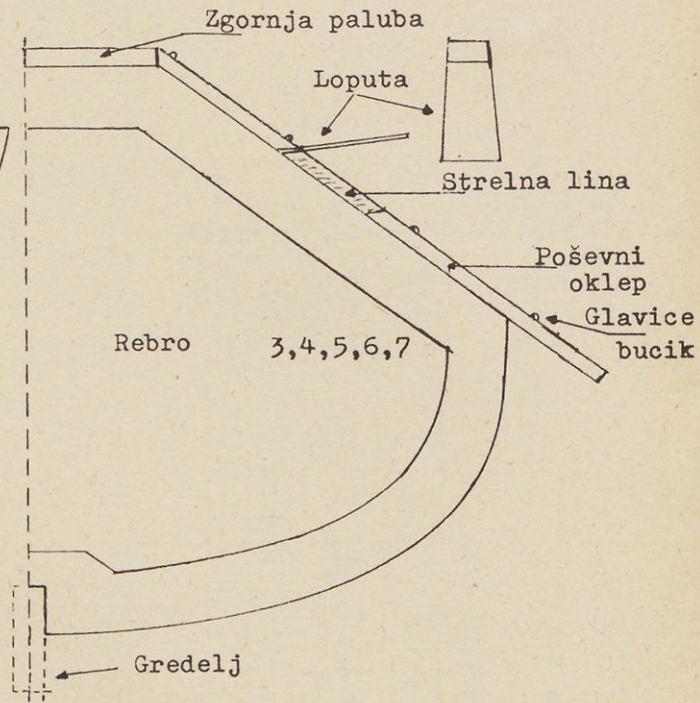 Zgornja paluba
Loputa
Strelna lina
Poševni
oklep
Glavice
bucik
Rebro 3,4,5,6,7
Gredelj